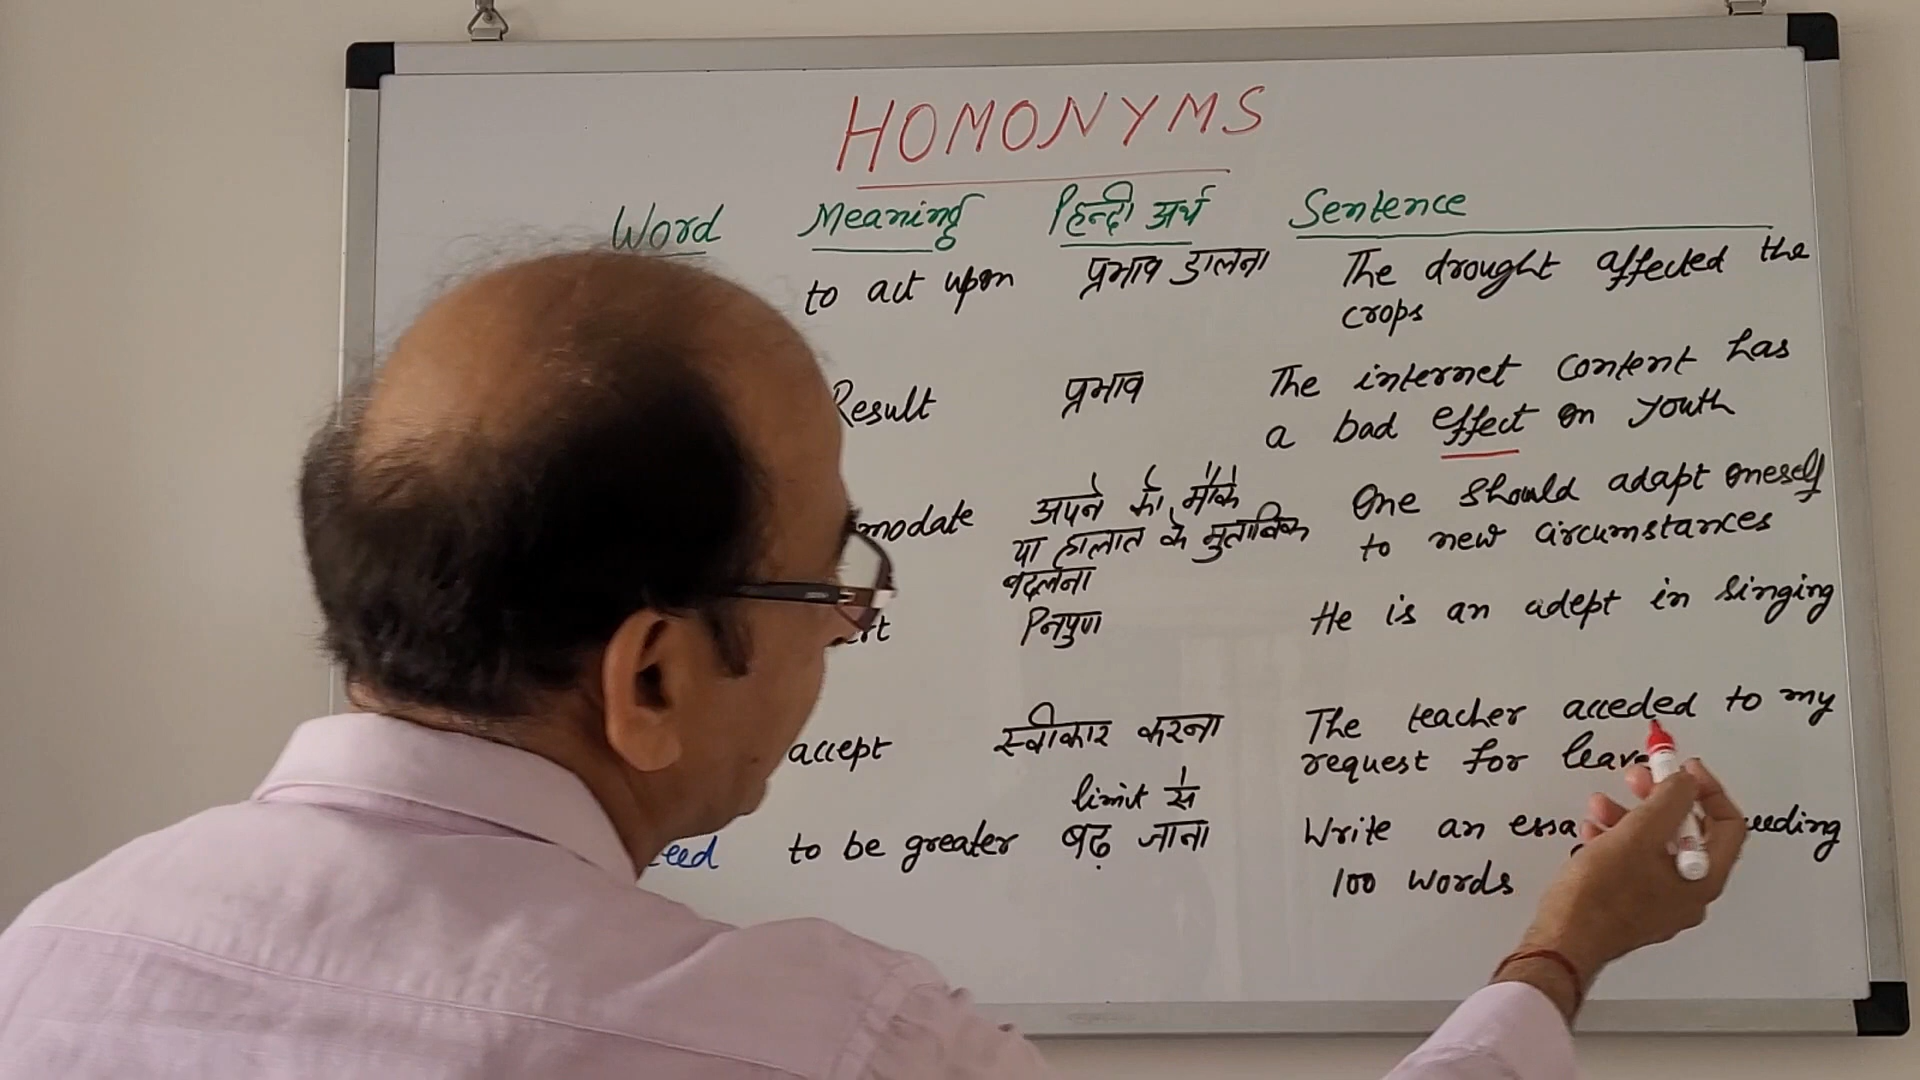 HOMONYMS
Word Meaning हिन्दी अर्थ Sentence
to act upon प्रभाव डालना The drought affected the
crops
Result प्रभाव The internet content has
a bad effect on youth
अपने को मौके One should adapt oneself
या हालात के मुताबिक to new circumstances
बदलना
निपुण He is an adept in singing
accept स्वीकार करना The teacher acceded to my
request for
limit से
to be greater बढ़ जाना Write an
100 words